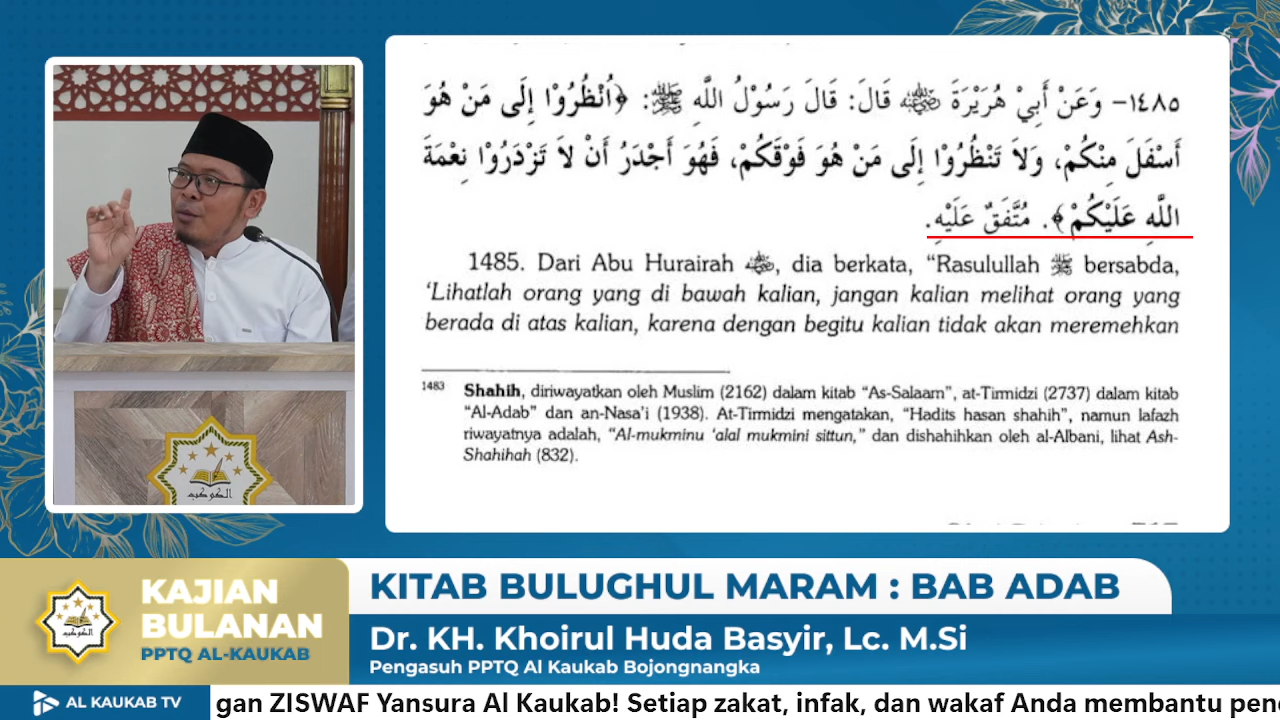 ١٤٨٥- وَعَنْ أَبِيْ هُرَيْرَةَ ﵁ قَالَ: قَالَ رَسُوْلُ اللَّهِ ﷺ: ﴿اُنْظُرُوْا إِلَى مَنْ هُوَ
أَسْفَلَ مِنْكُمْ، وَلاَ تَنْظُرُوْا إِلَى مَنْ هُوَ فَوْقَكُمْ، فَهُوَ أَجْدَرُ أَنْ لاَ تَزْدَرُوْا نِعْمَةَ
اللَّهِ عَلَيْكُمْ﴾. مُتَّفَقٌ عَلَيْهِ.
1485. Dari Abu Hurairah ﵁, dia berkata, “Rasulullah ﷺ bersabda,
‘Lihatlah orang yang di bawah kalian, jangan kalian melihat orang yang
berada di atas kalian, karena dengan begitu kalian tidak akan meremehkan
1483 Shahih, diriwayatkan oleh Muslim (2162) dalam kitab “As-Salaam”, at-Tirmidzi (2737) dalam kitab
“Al-Adab” dan an-Nasa’i (1938). At-Tirmidzi mengatakan, “Hadits hasan shahih”, namun lafazh
riwayatnya adalah, “Al-mukminu ‘alal mukmini sittun,” dan dishahihkan oleh al-Albani, lihat Ash-
Shahihah (832).
الكوكب
KAJIAN
BULANAN
PPTQ AL-KAUKAB
KITAB BULUGHUL MARAM : BAB ADAB
Dr. KH. Khoirul Huda Basyir, Lc. M.Si
Pengasuh PPTQ Al Kaukab Bojongnangka
AL KAUKAB TV
gan ZISWAF Yansura Al Kaukab! Setiap zakat, infak, dan wakaf Anda membantu pen